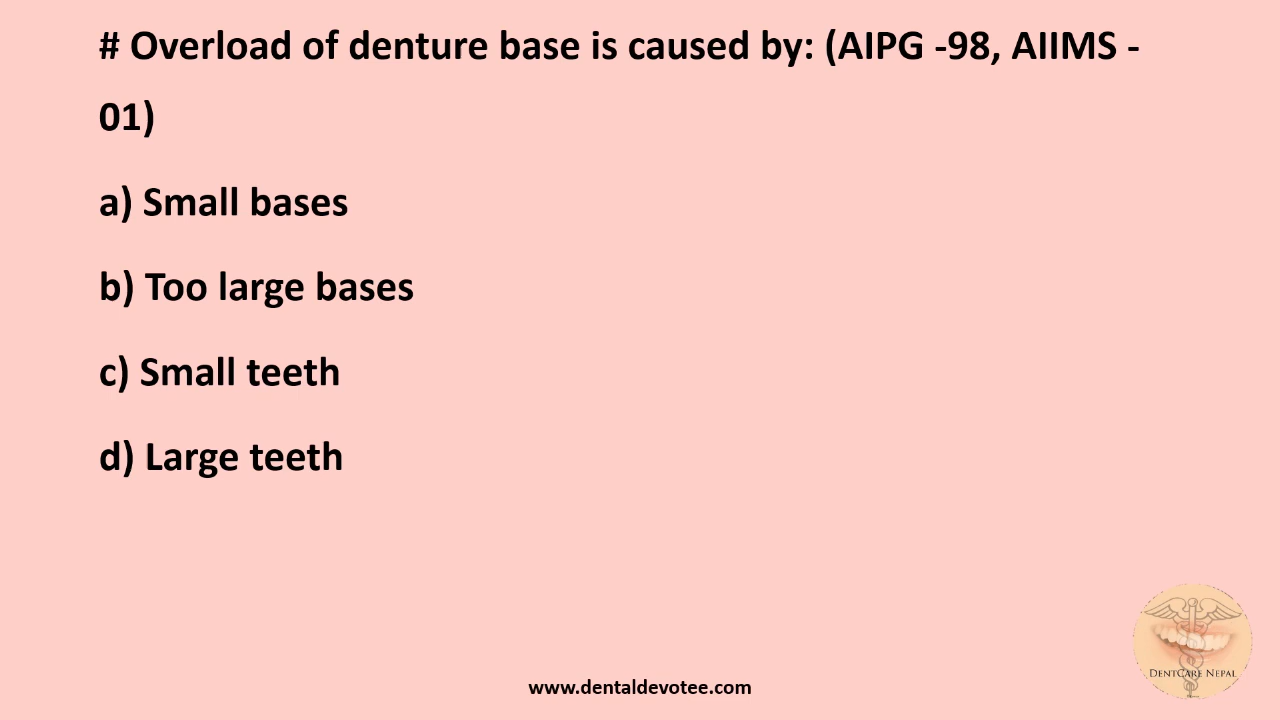 # Overload of denture base is caused by: (AIPG -98, AIIMS -
01)
a) Small bases
b) Too large bases
c) Small teeth
d) Large teeth
DENTCARE NEPAL
www.dentaldevotee.com